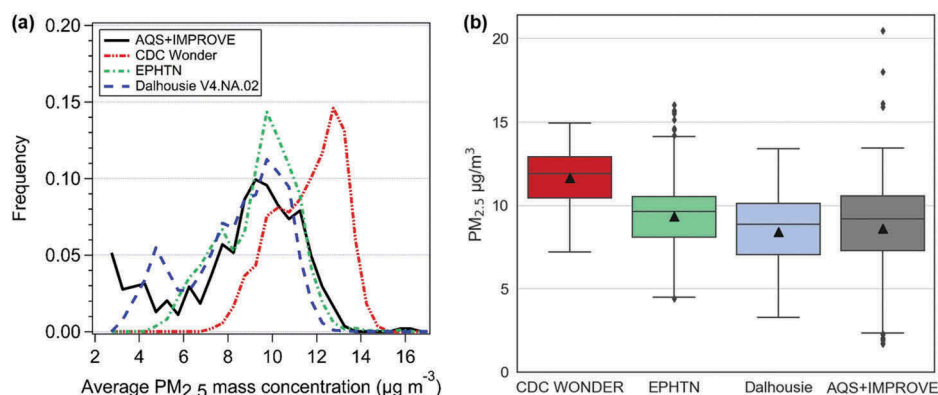 (a)
0.20
0.15
0.10
0.05
0.00
Frequency
AQS+IMPROVE
CDC Wonder
EPHTN
Dalhousie V4.NA.02
2 4 6 8 10 12 14 16
Average PM2.5 mass concentration (µg m-3)
(b)
20
15
10
5
0
PM2.5 µg/m3
CDC WONDER EPHTN Dalhousie AQS+IMPROVE